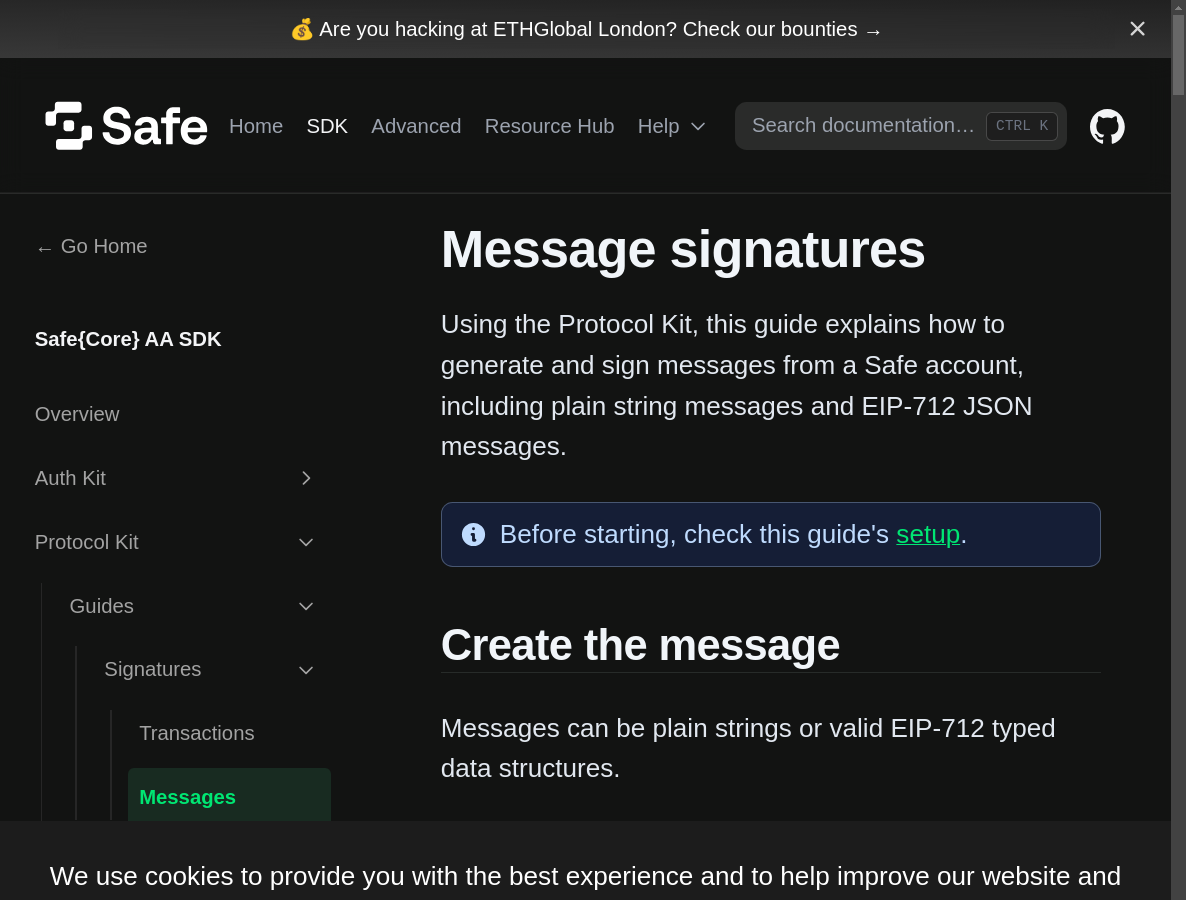 💰 Are you hacking at ETHGlobal London? Check our bounties →
Safe
Home
SDK
Advanced
Resource Hub
Help
Search documentation…
CTRL K
← Go Home
Safe{Core} AA SDK
Overview
Auth Kit
Protocol Kit
Guides
Signatures
Transactions
Messages
Message signatures
Using the Protocol Kit, this guide explains how to
generate and sign messages from a Safe account,
including plain string messages and EIP-712 JSON
messages.
Before starting, check this guide's setup.
Create the message
Messages can be plain strings or valid EIP-712 typed
data structures.
We use cookies to provide you with the best experience and to help improve our website and